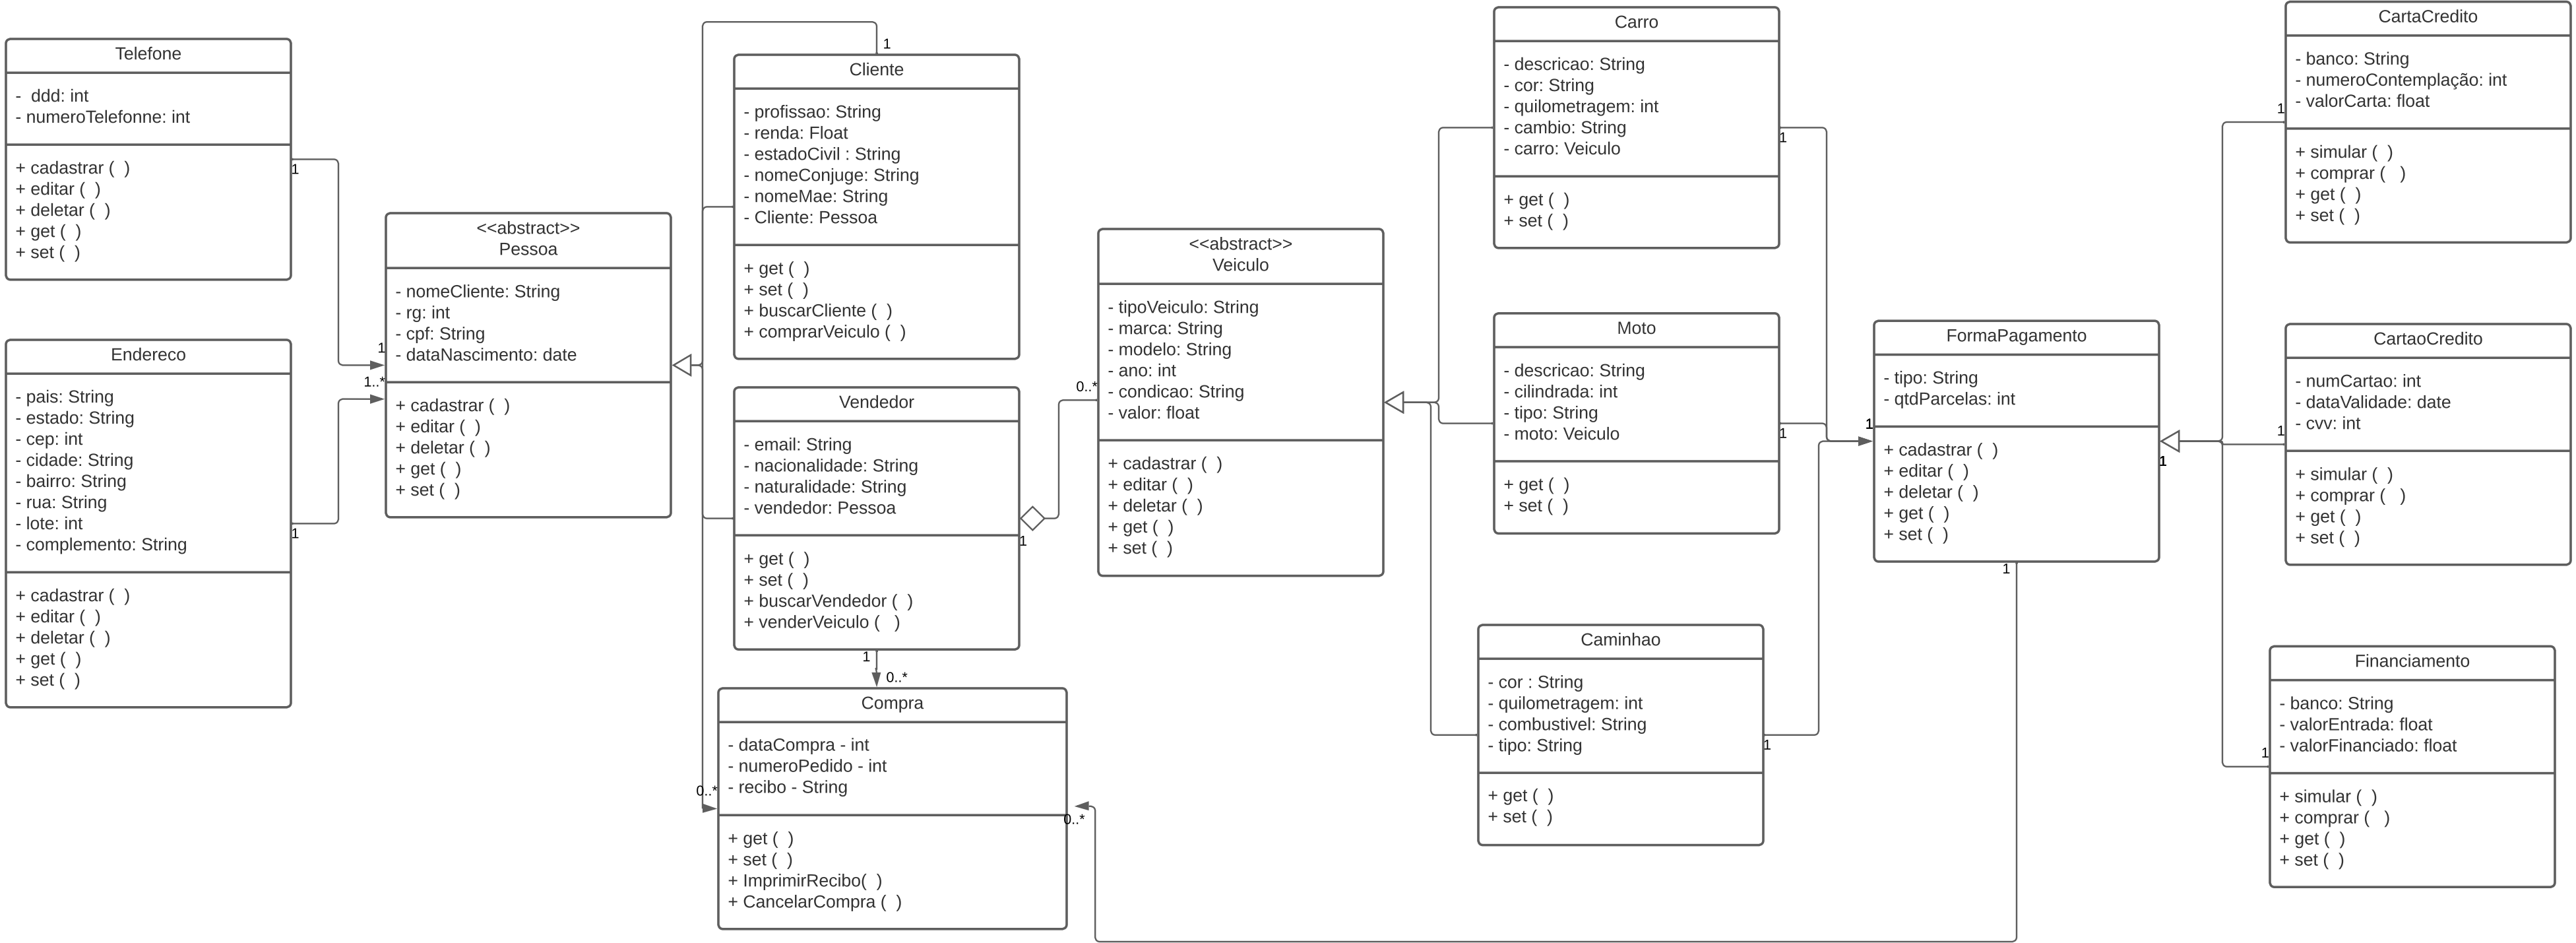 Telefone
-  ddd: int
- numeroTelefonne: int
+ cadastrar (  )
+ editar (  )
+ deletar (  )
+ get (  )
+ set (  )
1
1
Endereco
- pais: String
- estado: String
- cep: int
- cidade: String
- bairro: String
- rua: String
- lote: int
- complemento: String
+ cadastrar (  )
+ editar (  )
+ deletar (  )
+ get (  )
+ set (  )
1
1..*
<<abstract>>
Pessoa
- nomeCliente: String
- rg: int
- cpf: String
- dataNascimento: date
+ cadastrar (  )
+ editar (  )
+ deletar (  )
+ get (  )
+ set (  )
1
Cliente
- profissao: String
- renda: Float
- estadoCivil : String
- nomeConjuge: String
- nomeMae: String
- Cliente: Pessoa
+ get (  )
+ set (  )
+ buscarCliente (  )
+ comprarVeiculo (  )
Vendedor
- email: String
- nacionalidade: String
- naturalidade: String
- vendedor: Pessoa
+ get (  )
+ set (  )
+ buscarVendedor (  )
+ venderVeiculo (   )
1
1
0..*
Compra
- dataCompra - int
- numeroPedido - int
- recibo - String
+ get (  )
+ set (  )
+ ImprimirRecibo(  )
+ CancelarCompra (  )
0..*
0..*
0..*
<<abstract>>
Veiculo
- tipoVeiculo: String
- marca: String
- modelo: String
- ano: int
- condicao: String
- valor: float
+ cadastrar (  )
+ editar (  )
+ deletar (  )
+ get (  )
+ set (  )
Carro
- descricao: String
- cor: String
- quilometragem: int
- cambio: String
- carro: Veiculo
+ get (  )
+ set (  )
1
Moto
- descricao: String
- cilindrada: int
- tipo: String
- moto: Veiculo
+ get (  )
+ set (  )
1
Caminhao
- cor : String
- quilometragem: int
- combustivel: String
- tipo: String
+ get (  )
+ set (  )
1
1
FormaPagamento
- tipo: String
- qtdParcelas: int
+ cadastrar (  )
+ editar (  )
+ deletar (  )
+ get (  )
+ set (  )
1
1
CartaCredito
- banco: String
- numeroContemplação: int
- valorCarta: float
+ simular (  )
+ comprar (   )
+ get (  )
+ set (  )
1
CartaoCredito
- numCartao: int
- dataValidade: date
- cvv: int
+ simular (  )
+ comprar (   )
+ get (  )
+ set (  )
1
Financiamento
- banco: String
- valorEntrada: float
- valorFinanciado: float
+ simular (  )
+ comprar (   )
+ get (  )
+ set (  )
1